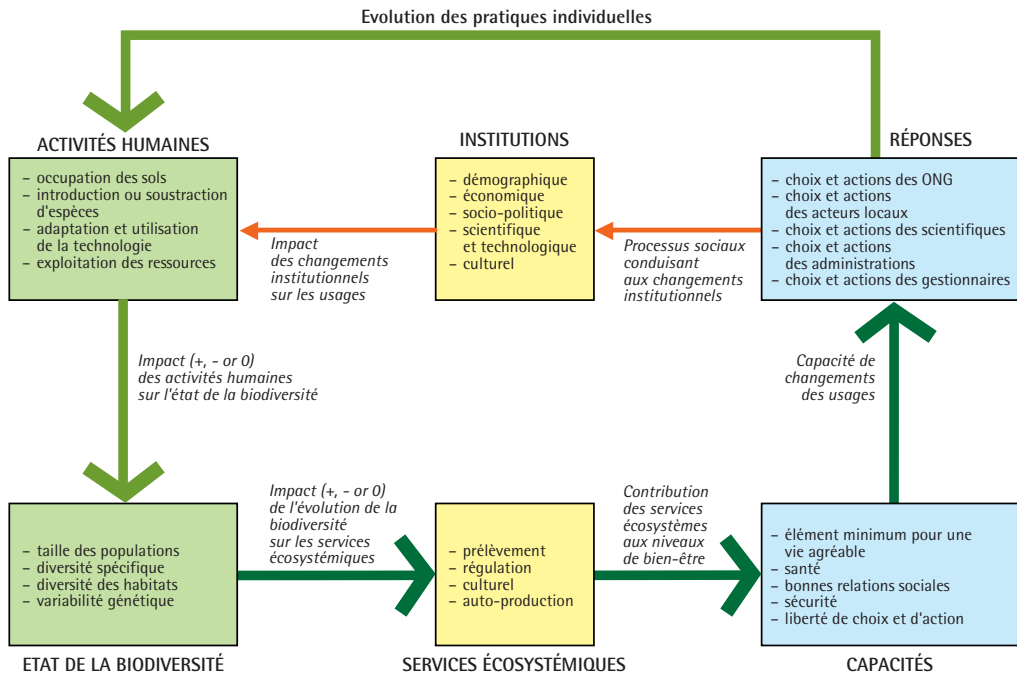 Evolution des pratiques individuelles
ACTIVITÉS HUMAINES
– occupation des sols
– introduction ou soustraction
d'espèces
– adaptation et utilisation
de la technologie
– exploitation des ressources
Impact
des changements
institutionnels
sur les usages
INSTITUTIONS
– démographique
– économique
– socio-politique
– scientifique
et technologique
– culturel
Processus sociaux
conduisant
aux changements
institutionnels
RÉPONSES
– choix et actions des ONG
– choix et actions
des acteurs locaux
– choix et actions des scientifiques
– choix et actions
des administrations
– choix et actions des gestionnaires
Impact (+, - or 0)
des activités humaines
sur l'état de la biodiversité
Capacité de
changements
des usages
– taille des populations
– diversité spécifique
– diversité des habitats
– variabilité génétique
ETAT DE LA BIODIVERSITÉ
Impact (+, - or 0)
de l'évolution de la
biodiversité
sur les services
écosystémiques
– prélèvement
– régulation
– culturel
– auto-production
SERVICES ÉCOSYSTÉMIQUES
Contribution
des services
écosystèmes
aux niveaux
de bien-être
– élément minimum pour une
vie agréable
– santé
– bonnes relations sociales
– sécurité
– liberté de choix et d'action
CAPACITÉS